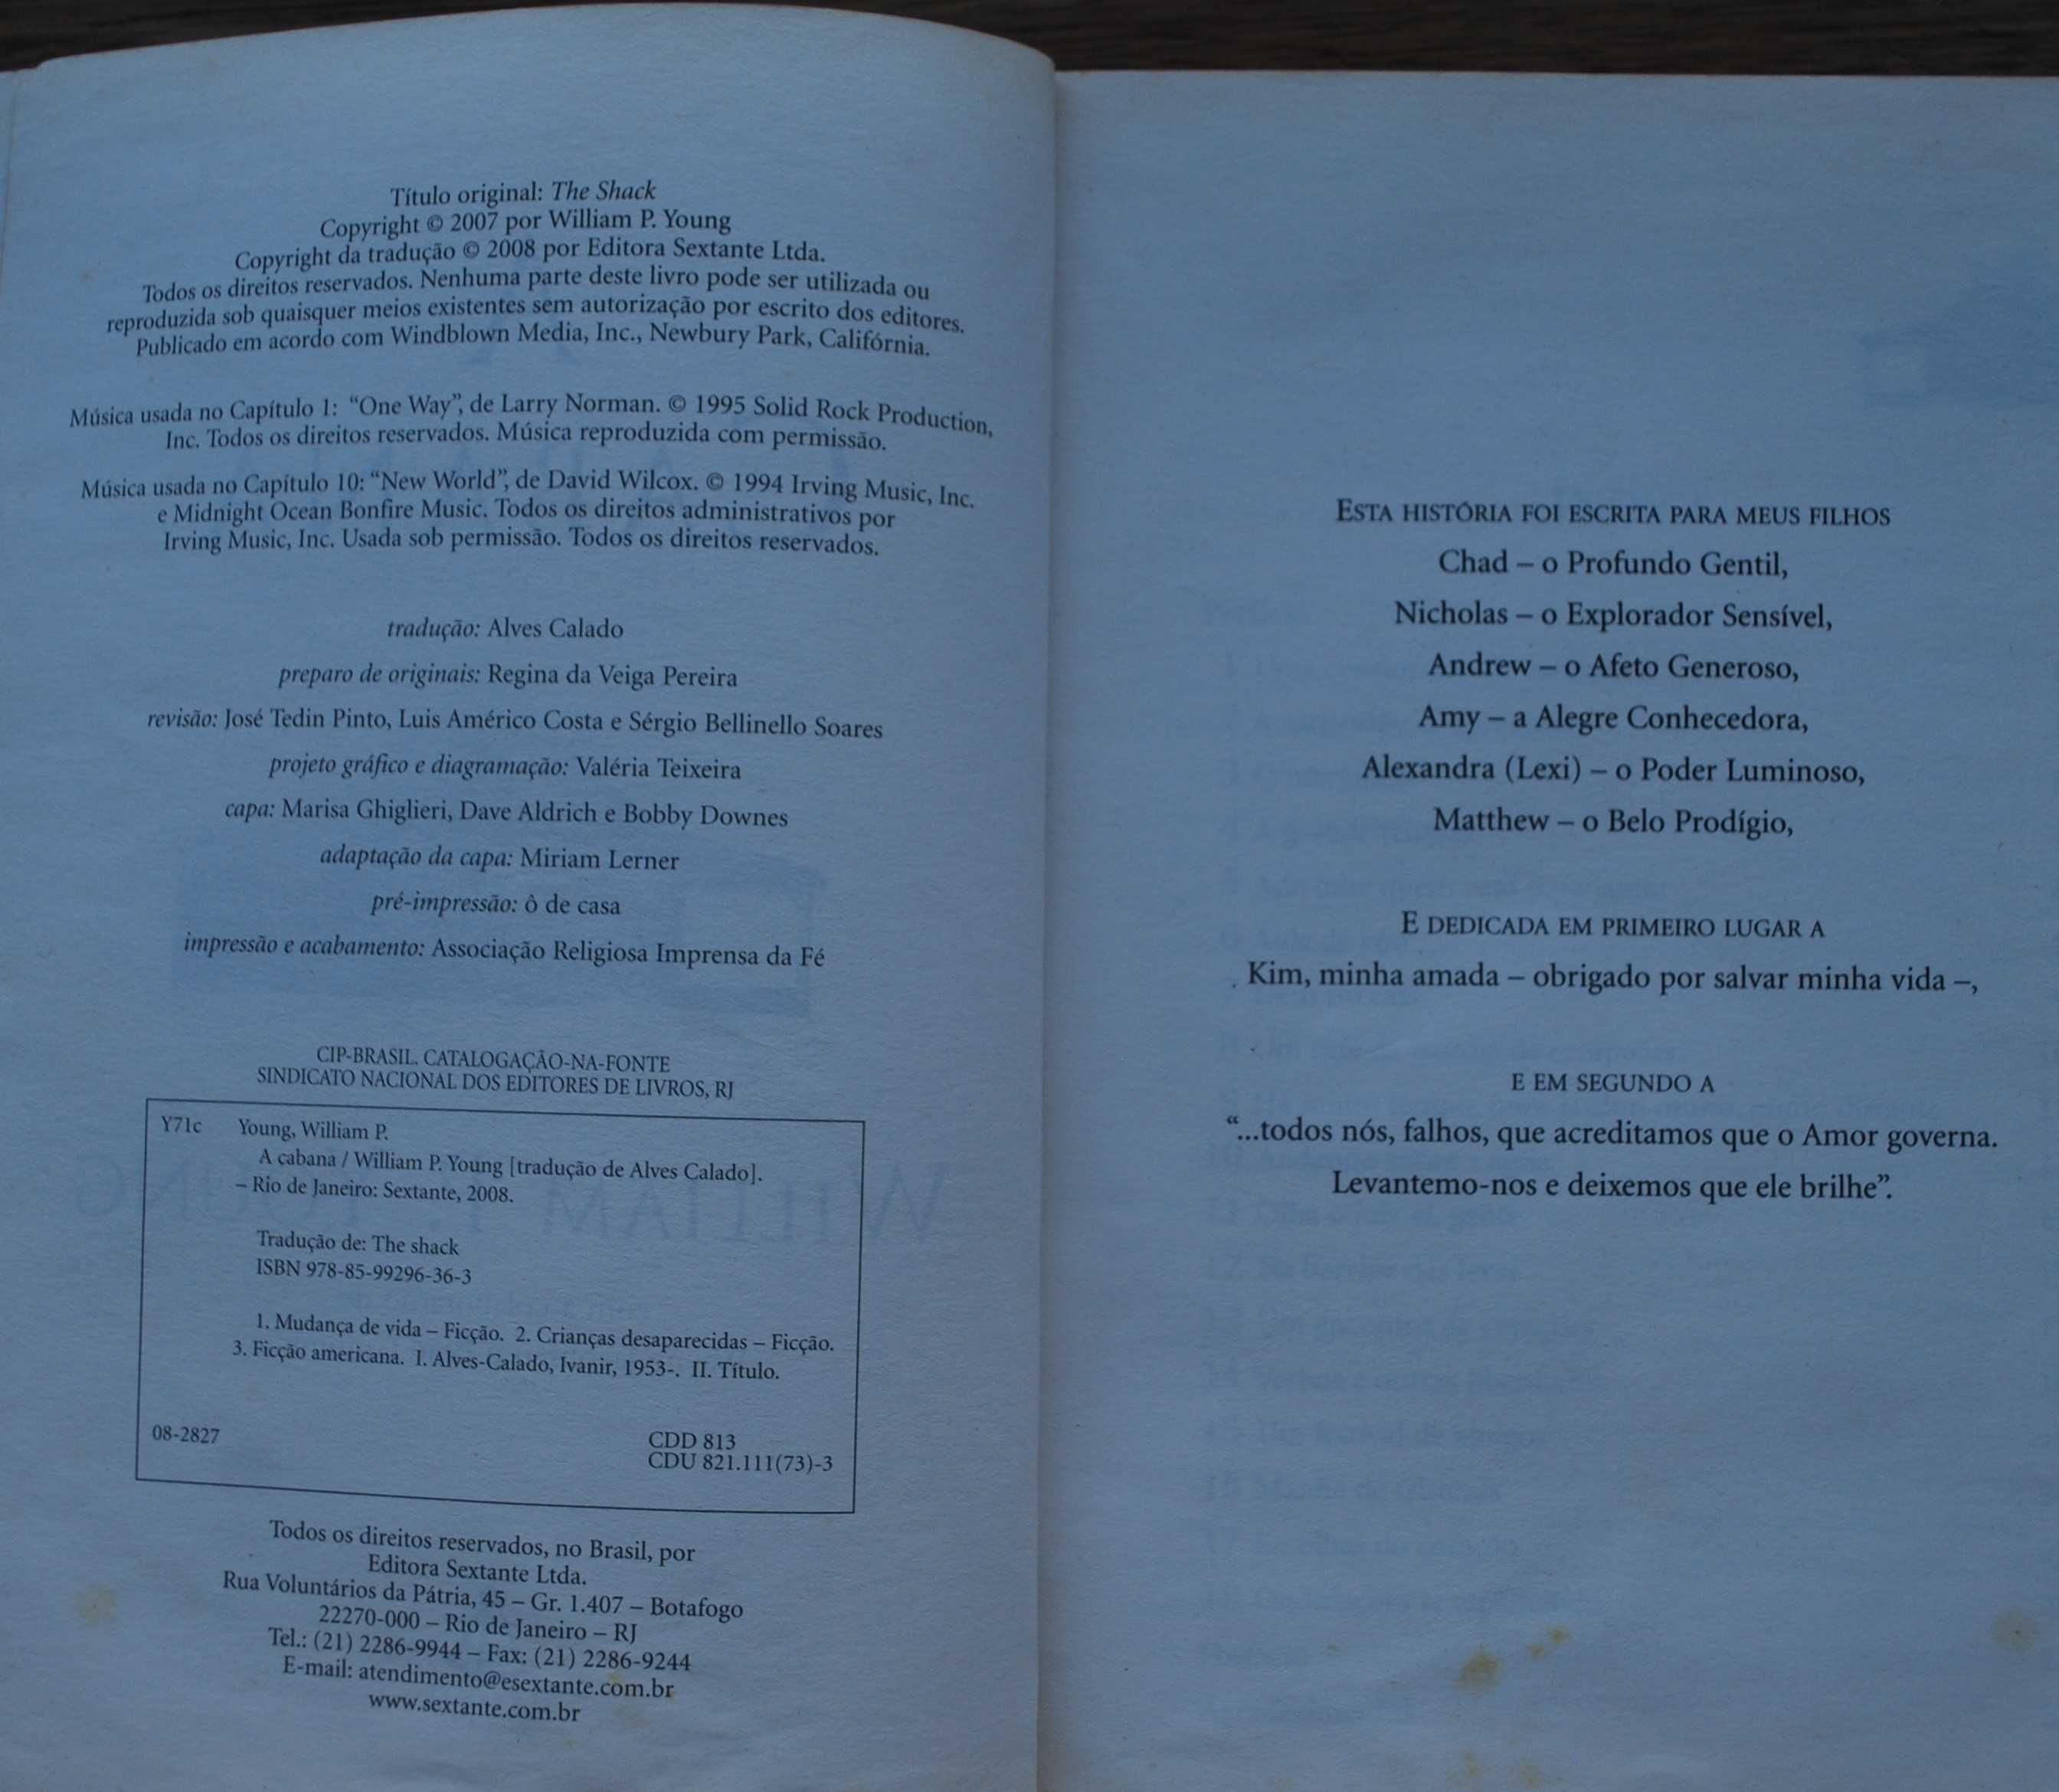 Título original: The Shack
Copyright © 2007 por William P. Young
Copyright da tradução © 2008 por Editora Sextante Ltda.
Todos os direitos reservados. Nenhuma parte deste livro pode ser utilizada ou
reproduzida sob quaisquer meios existentes sem autorização por escrito dos editores.
Publicado em acordo com Windblown Media, Inc., Newbury Park, Califórnia.
Música usada no Capítulo 1: “One Way”, de Larry Norman. © 1995 Solid Rock Production,
Inc. Todos os direitos reservados. Música reproduzida com permissão.
Música usada no Capítulo 10: “New World”, de David Wilcox. © 1994 Irving Music, Inc.
e Midnight Ocean Bonfire Music. Todos os direitos administrativos por
Irving Music, Inc. Usada sob permissão. Todos os direitos reservados.
tradução: Alves Calado
preparo de originais: Regina da Veiga Pereira
revisão: José Tedin Pinto, Luis Américo Costa e Sérgio Bellinello Soares
projeto gráfico e diagramação: Valéria Teixeira
capa: Marisa Ghiglieri, Dave Aldrich e Bobby Downes
adaptação da capa: Miriam Lerner
pré-impressão: ô de casa
impressão e acabamento: Associação Religiosa Imprensa da Fé
CIP-BRASIL. CATALOGAÇÃO-NA-FONTE
SINDICATO NACIONAL DOS EDITORES DE LIVROS, RJ
Y71c Young, William P.
A cabana / William P. Young [tradução de Alves Calado].
– Rio de Janeiro: Sextante, 2008.
Tradução de: The shack
ISBN 978-85-99296-36-3
1. Mudança de vida – Ficção. 2. Crianças desaparecidas – Ficção.
3. Ficção americana. I. Alves-Calado, Ivanir, 1953-. II. Título.
08-2827 CDD 813
CDU 821.111(73)-3
Todos os direitos reservados, no Brasil, por
Editora Sextante Ltda.
Rua Voluntários da Pátria, 45 – Gr. 1.407 – Botafogo
22270-000 – Rio de Janeiro – RJ
Tel.: (21) 2286-9944 – Fax: (21) 2286-9244
E-mail: atendimento@esextante.com.br
www.sextante.com.br
ESTA HISTÓRIA FOI ESCRITA PARA MEUS FILHOS
Chad – o Profundo Gentil,
Nicholas – o Explorador Sensível,
Andrew – o Afeto Generoso,
Amy – a Alegre Conhecedora,
Alexandra (Lexi) – o Poder Luminoso,
Matthew – o Belo Prodígio,
E DEDICADA EM PRIMEIRO LUGAR A
Kim, minha amada – obrigado por salvar minha vida –,
E EM SEGUNDO A
“...todos nós, falhos, que acreditamos que o Amor governa.
Levantemo-nos e deixemos que ele brilhe”.